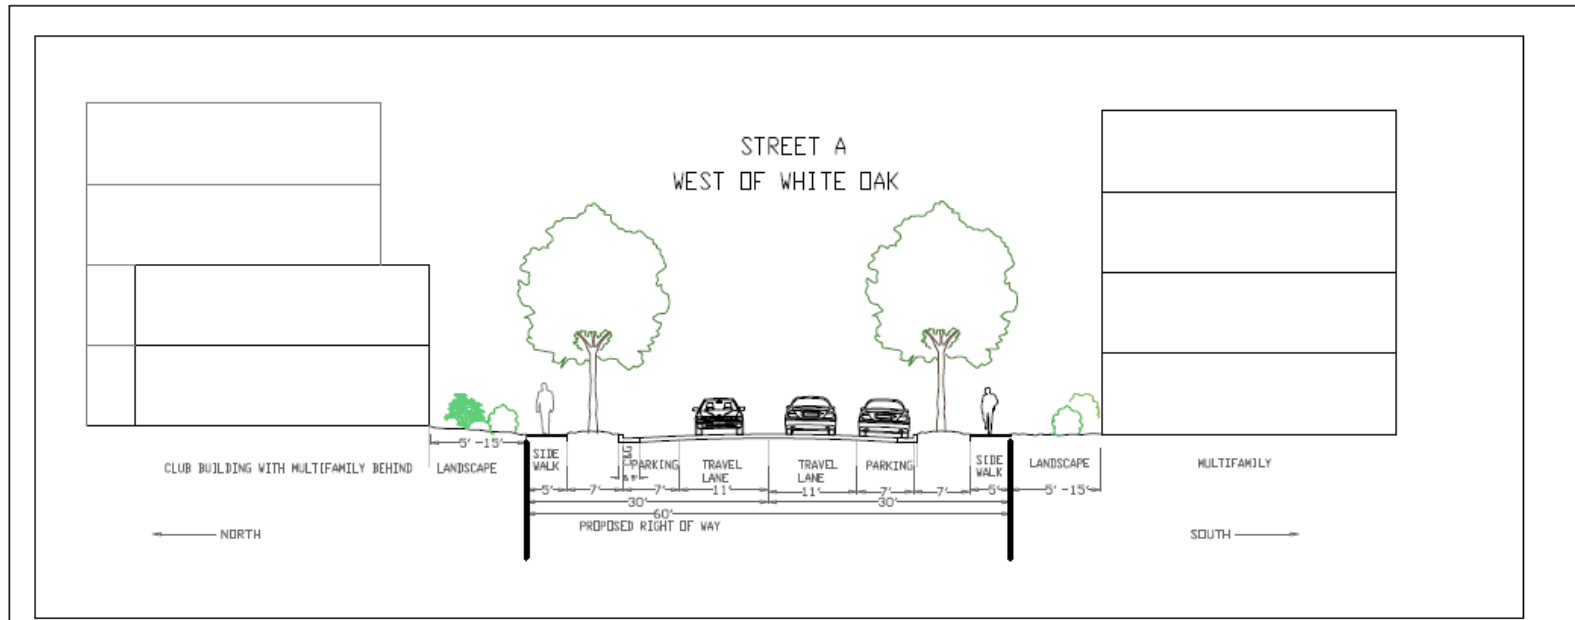 STREET A
WEST OF WHITE OAK
5' -15'
CLUB BUILDING WITH MULTIFAMILY BEHIND
LANDSCAPE
SIDE
WALK
C&G
PARKING
TRAVEL
LANE
TRAVEL
LANE
PARKING
SIDE
WALK
LANDSCAPE
MULTIFAMILY
5'
7'
7'
11'
11'
7'
7'
5'
5' -15'
30'
30'
60'
PROPOSED RIGHT OF WAY
NORTH
SOUTH